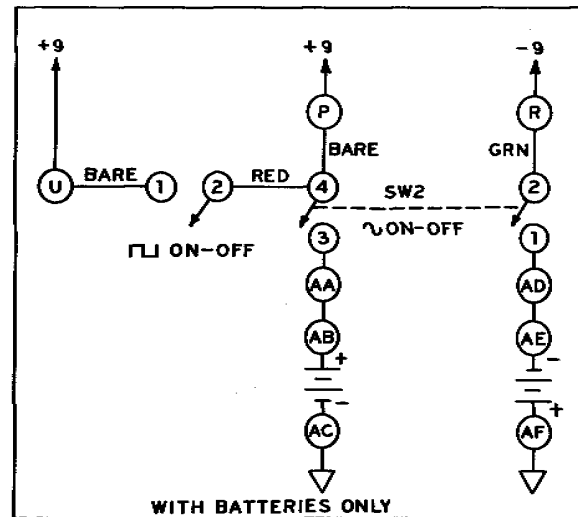 +9 +9 -9
P R
BARE GRN
U BARE 1 2 RED 4 SW2 2
ON-OFF 3 ON-OFF 1
AA AD
AB AE
+ -
- +
AC AF
WITH BATTERIES ONLY